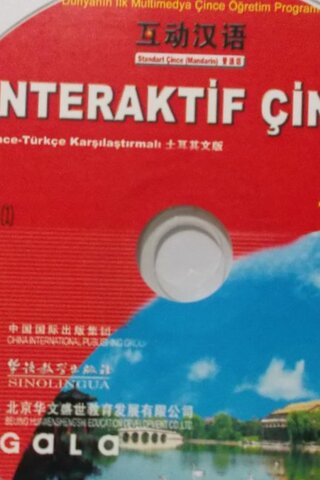 Dünyanın İlk Multimedya Çince Öğretim Program
互动汉语
Standart Çince (Mandarin) 普通话
NTERAKTİF ÇİN
nce-Türkçe Karşılaştırmalı 土耳其文版
(1)
中国国际出版集团
CHINA INTERNATIONAL PUBLISHING GROUP
华语教学出版社
SINOLINGUA
北京华文盛世教育发展有限公司
BEIJING HUAWENSHENGSHI EDUCATION DEVELOPMENT CO.,LTD.
GALA